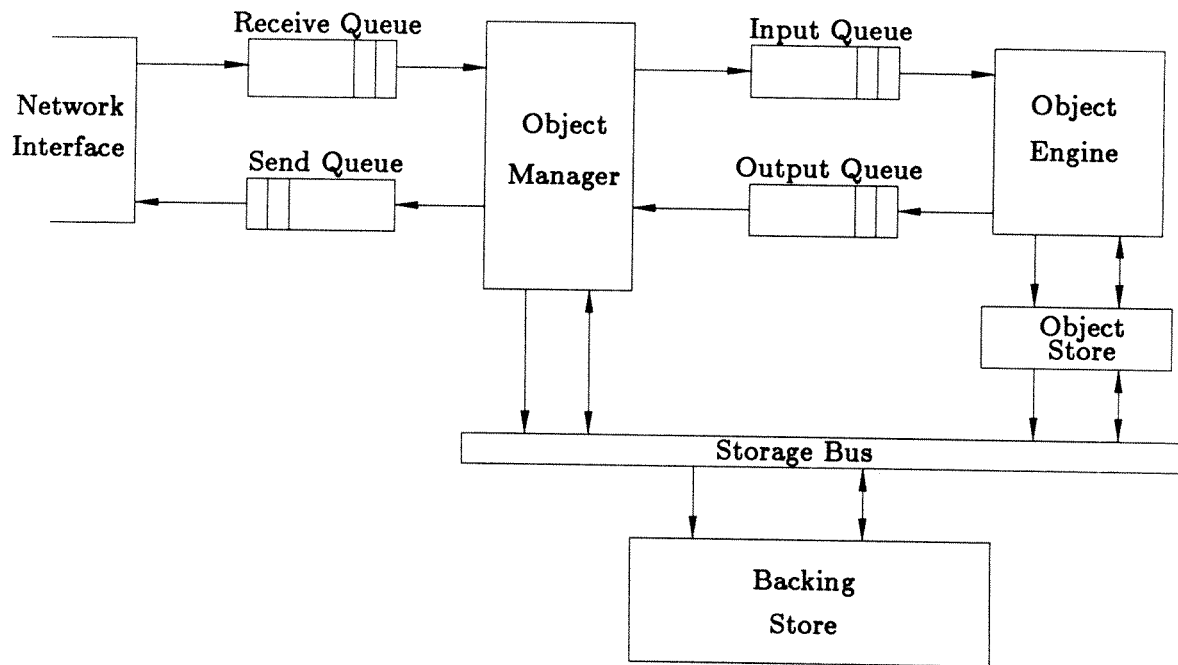 Receive Queue
Input Queue
Network
Interface
Object
Manager
Object
Engine
Send Queue
Output Queue
Object
Store
Storage Bus
Backing
Store